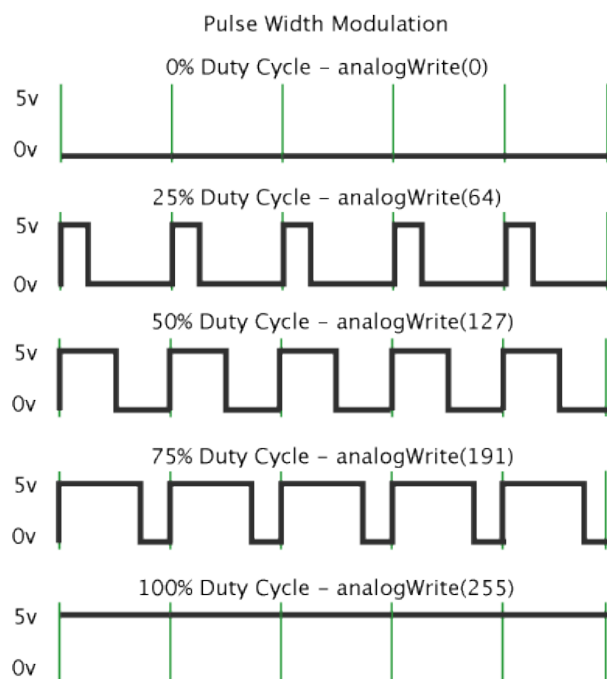 Pulse Width Modulation
0% Duty Cycle – analogWrite(0)
5v
0v
25% Duty Cycle – analogWrite(64)
5v
0v
50% Duty Cycle – analogWrite(127)
5v
0v
75% Duty Cycle – analogWrite(191)
5v
0v
100% Duty Cycle – analogWrite(255)
5v
0v